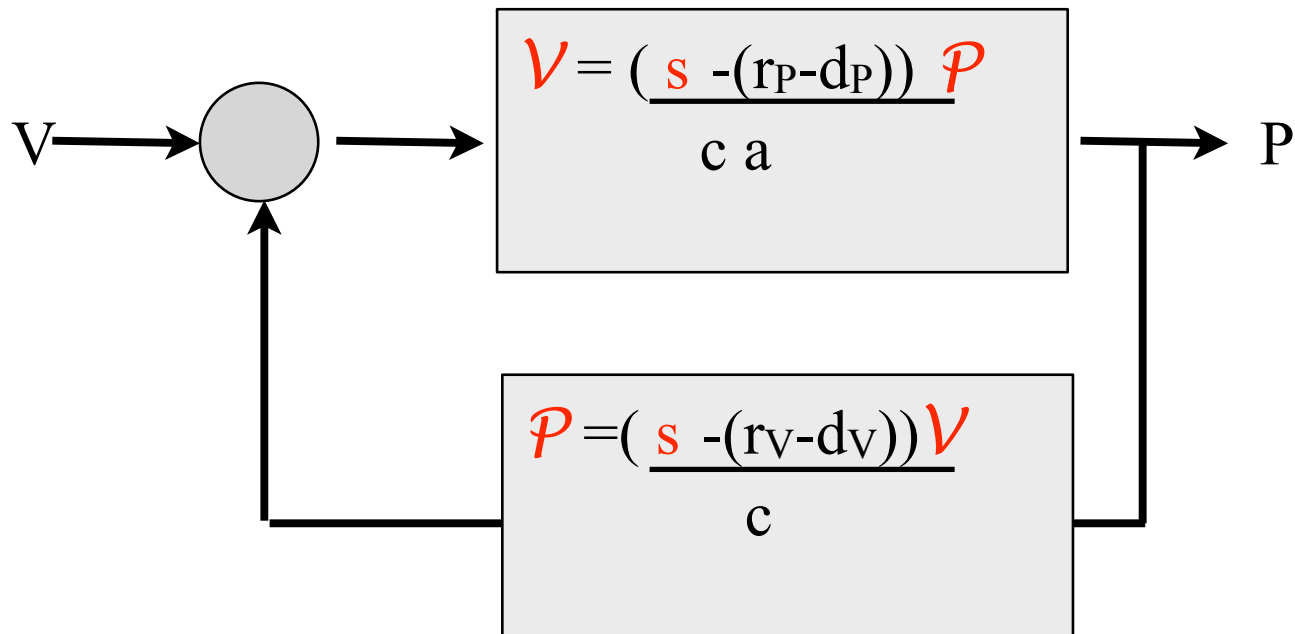 𝒱 = ( s -(rP-dP)) 𝒫
c a
V
P
𝒫 =( s -(rV-dV)) 𝒱
c